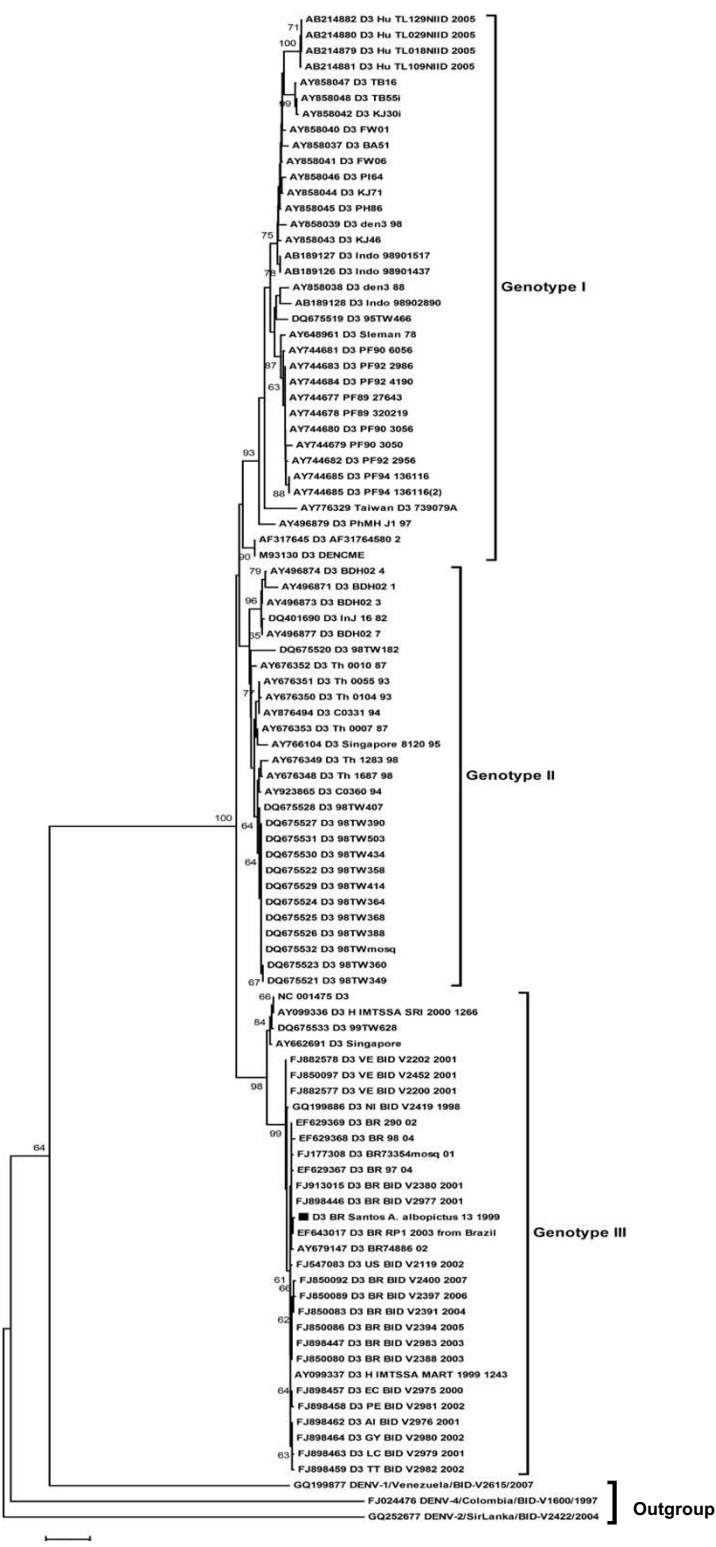 AB214882 D3 Hu TL129NIID 2005
71
AB214880 D3 Hu TL029NIID 2005
100
AB214879 D3 Hu TL018NIID 2005
AB214881 D3 Hu TL109NIID 2005
AY858047 D3 TB16
AY858048 D3 TB55i
99
AY858042 D3 KJ30i
AY858040 D3 FW01
AY858037 D3 BA51
AY858041 D3 FW06
AY858046 D3 PI64
AY858044 D3 KJ71
AY858045 D3 PH86
AY858039 D3 den3 98
75
AY858043 D3 KJ46
AB189127 D3 Indo 98901517
78
AB189126 D3 Indo 98901437
Genotype I
AY858038 D3 den3 88
AB189128 D3 Indo 98902890
DQ675519 D3 95TW466
AY648961 D3 Sleman 78
AY744681 D3 PF90 6056
87
AY744683 D3 PF92 2986
63
AY744684 D3 PF92 4190
AY744677 PF89 27643
AY744678 PF89 320219
AY744680 D3 PF90 3056
AY744679 PF90 3050
93
AY744682 D3 PF92 2956
AY744685 D3 PF94 136116
88
AY744685 D3 PF94 136116(2)
AY776329 Taiwan D3 739079A
AY496879 D3 PhMH J1 97
AF317645 D3 AF31764580 2
90
M93130 D3 DENCME
79
AY496874 D3 BDH02 4
AY496871 D3 BDH02 1
96
AY496873 D3 BDH02 3
DQ401690 D3 InJ 16 82
65
AY496877 D3 BDH02 7
DQ675520 D3 98TW182
AY676352 D3 Th 0010 87
AY676351 D3 Th 0055 93
77
AY676350 D3 Th 0104 93
AY876494 D3 C0331 94
AY676353 D3 Th 0007 87
AY766104 D3 Singapore 8120 95
AY676349 D3 Th 1283 98
AY676348 D3 Th 1687 98
Genotype II
AY923865 D3 C0360 94
DQ675528 D3 98TW407
100
64
DQ675527 D3 98TW390
DQ675531 D3 98TW503
DQ675530 D3 98TW434
64
DQ675522 D3 98TW358
DQ675529 D3 98TW414
DQ675524 D3 98TW364
DQ675525 D3 98TW368
DQ675526 D3 98TW388
DQ675532 D3 98TWmosq
DQ675523 D3 98TW360
67
DQ675521 D3 98TW349
66
NC 001475 D3
AY099336 D3 H IMTSSA SRI 2000 1266
84
DQ675533 D3 99TW628
AY662691 D3 Singapore
FJ882578 D3 VE BID V2202 2001
FJ850097 D3 VE BID V2452 2001
98
FJ882577 D3 VE BID V2200 2001
GQ199886 D3 NI BID V2419 1998
EF629369 D3 BR 290 02
99
EF629368 D3 BR 98 04
64
FJ177308 D3 BR73354mosq 01
EF629367 D3 BR 97 04
FJ913015 D3 BR BID V2380 2001
FJ898446 D3 BR BID V2977 2001
D3 BR Santos A. albopictus 13 1999
EF643017 D3 BR RP1 2003 from Brazil
Genotype III
AY679147 D3 BR74886 02
FJ547083 D3 US BID V2119 2002
61
FJ850092 D3 BR BID V2400 2007
66
FJ850089 D3 BR BID V2397 2006
FJ850083 D3 BR BID V2391 2004
62
FJ850086 D3 BR BID V2394 2005
FJ898447 D3 BR BID V2983 2003
FJ850080 D3 BR BID V2388 2003
AY099337 D3 H IMTSSA MART 1999 1243
64
FJ898457 D3 EC BID V2975 2000
FJ898458 D3 PE BID V2981 2002
FJ898462 D3 AI BID V2976 2001
FJ898464 D3 GY BID V2980 2002
63
FJ898463 D3 LC BID V2979 2001
FJ898459 D3 TT BID V2982 2002
GQ199877 DENV-1/Venezuela/BID-V2615/2007
FJ024476 DENV-4/Colombia/BID-V1600/1997
Outgroup
GQ252677 DENV-2/SirLanka/BID-V2422/2004